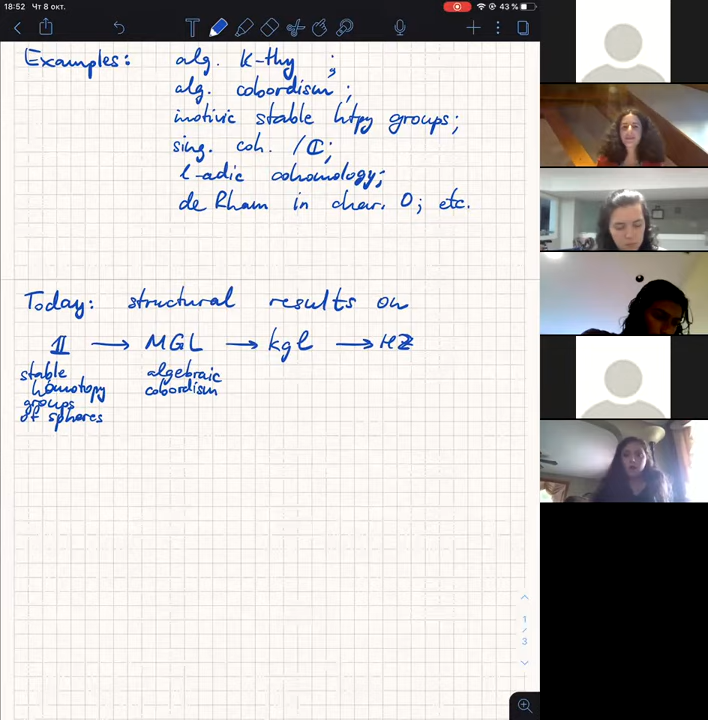 18:52 Чт 8 окт.
43 %
Examples: alg. K-thy ;
alg. cobordism ;
motivic stable htpy groups;
sing. coh. /ℂ;
l-adic cohomology;
de Rham in char. 0; etc.
Today: structural results on
𝟙 → MGL → kgl → Hℤ
stable homotopy groups of spheres
algebraic cobordism
1 / 3